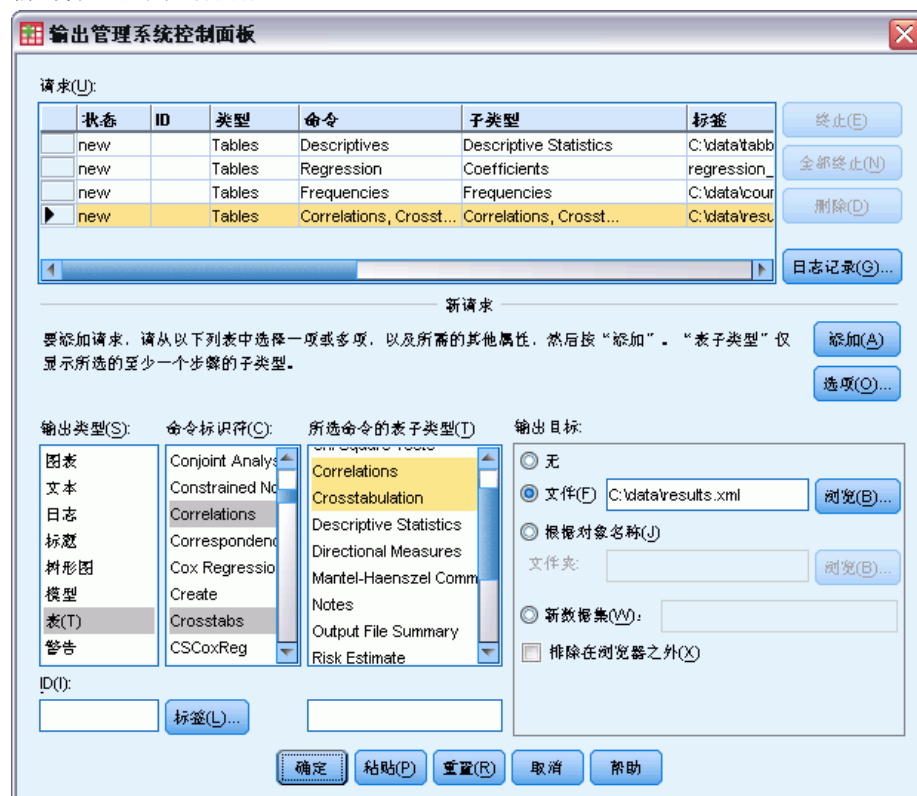 输出管理系统控制面板
请求(U):
状态 ID 类型 命令 子类型 标签
new Tables Descriptives Descriptive Statistics C:\data\tabb
new Tables Regression Coefficients regression_
new Tables Frequencies Frequencies C:\data\cour
new Tables Correlations, Crosst... Correlations, Crosst... C:\data\resu
终止(E)
全部终止(N)
删除(D)
日志记录(G)...
新请求
要添加请求，请从以下列表中选择一项或多项，以及所需的其他属性，然后按“添加”。“表子类型”仅
显示所选的至少一个步骤的子类型。
添加(A)
选项(O)...
输出类型(S):
图表
文本
日志
标题
树形图
模型
表(T)
警告
命令标识符(C):
Conjoint Analys
Constrained No
Correlations
Correspondenc
Cox Regressio
Create
Crosstabs
CSCoxReg
所选命令的表子类型(T)
Chi-Square Tests
Correlations
Crosstabulation
Descriptive Statistics
Directional Measures
Mantel-Haenszel Comm
Notes
Output File Summary
Risk Estimate
输出目标:
无
文件(F) C:\data\results.xml 浏览(B)...
根据对象名称(J)
文件夹: 浏览(B)...
新数据集(W):
排除在浏览器之外(X)
ID(I):
标签(L)...
确定 粘贴(P) 重置(R) 取消 帮助